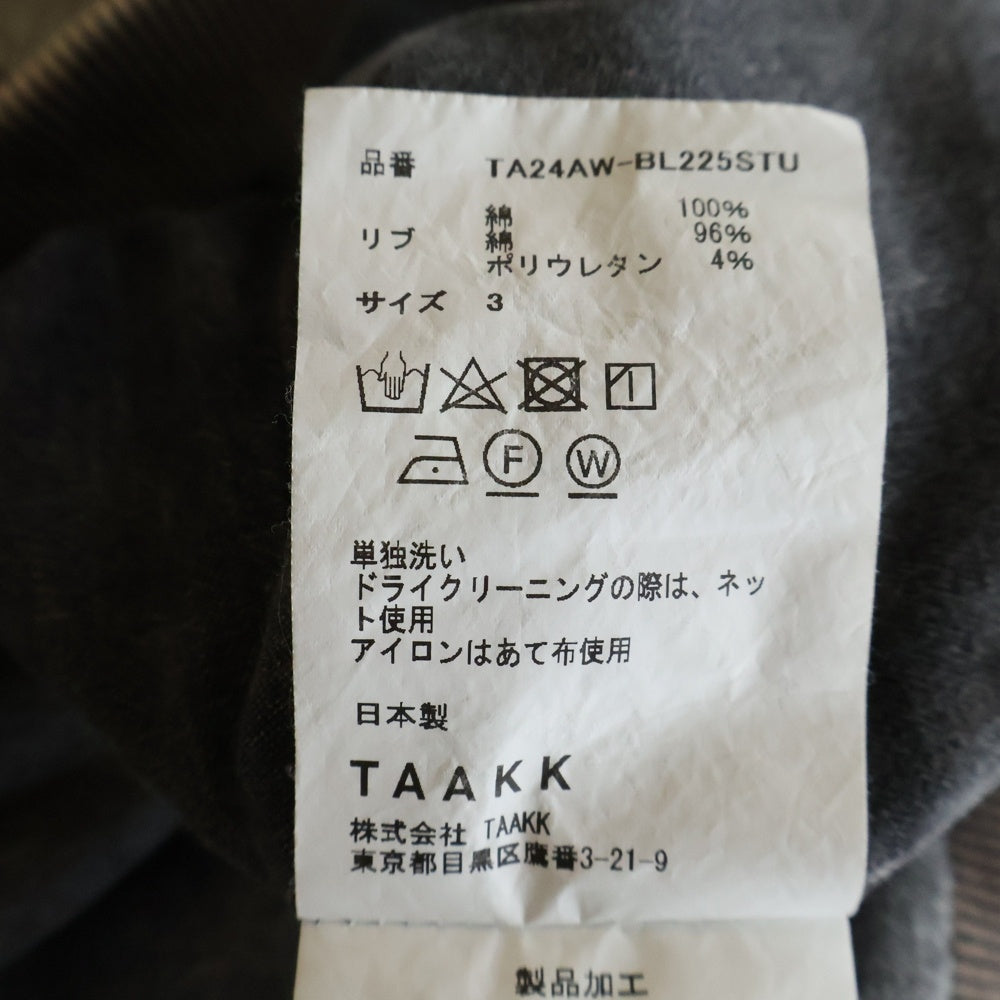 品番 TA24AW-BL225STU
綿 100%
リブ 綿 96%
ポリウレタン 4%
サイズ 3
F W
単独洗い
ドライクリーニングの際は、ネッ
ト使用
アイロンはあて布使用
日本製
TAAKK
株式会社 TAAKK
東京都目黒区鷹番3-21-9
製品加工